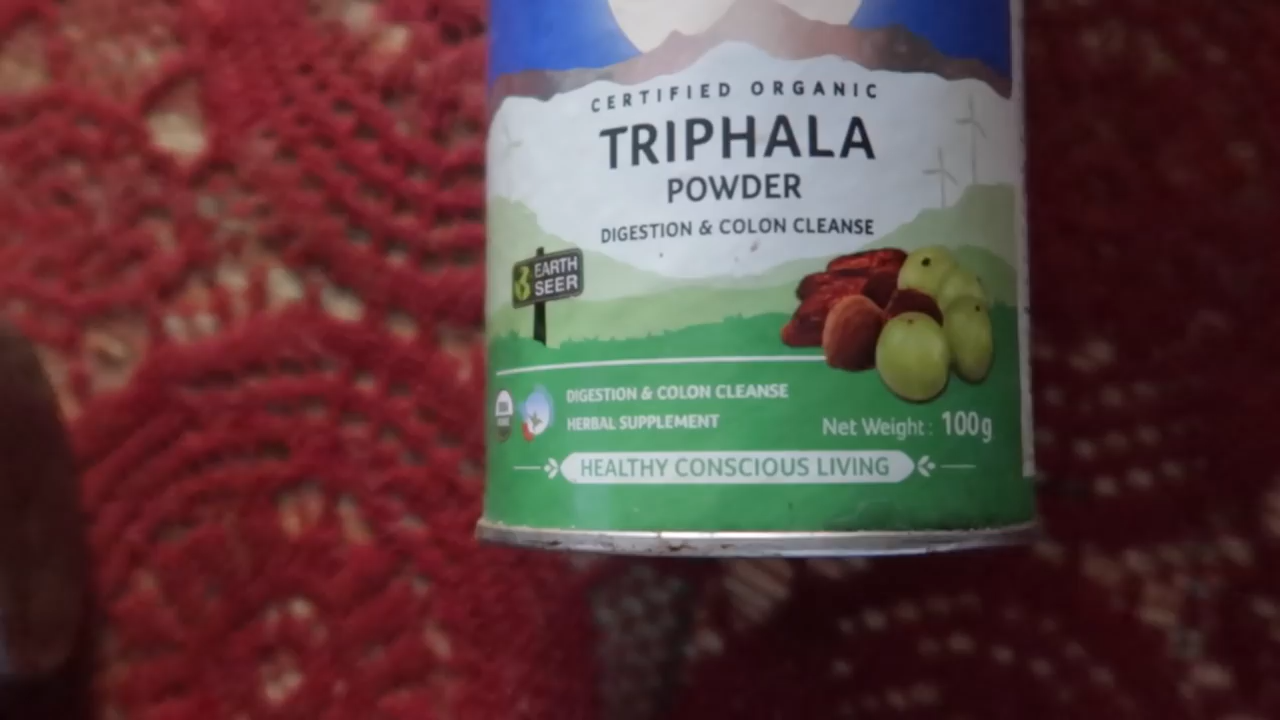 CERTIFIED ORGANIC
TRIPHALA
POWDER
DIGESTION & COLON CLEANSE
EARTH
SEER
DIGESTION & COLON CLEANSE
HERBAL SUPPLEMENT
Net Weight : 100g
HEALTHY CONSCIOUS LIVING